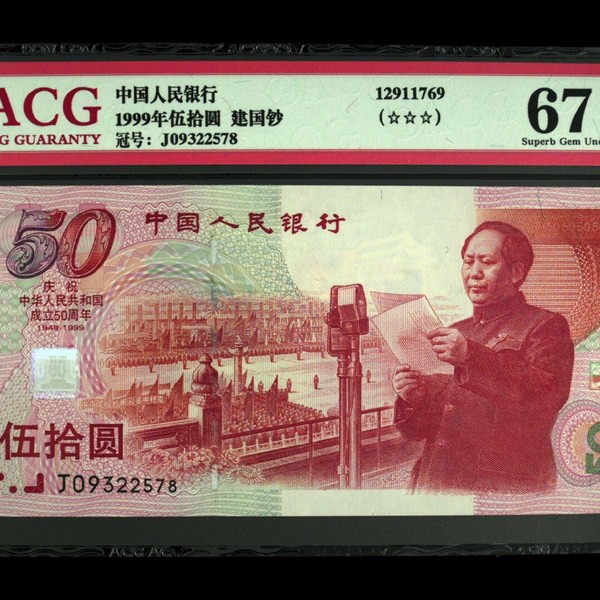 ACG
NG GUARANTY
中国人民银行
1999年伍拾圆 建国钞
冠号: J09322578
12911769
(☆☆☆)
67
Superb Gem Unc
50
中国人民银行
庆祝
中华人民共和国
成立50周年
1949-1999
伍拾圆
J09322578